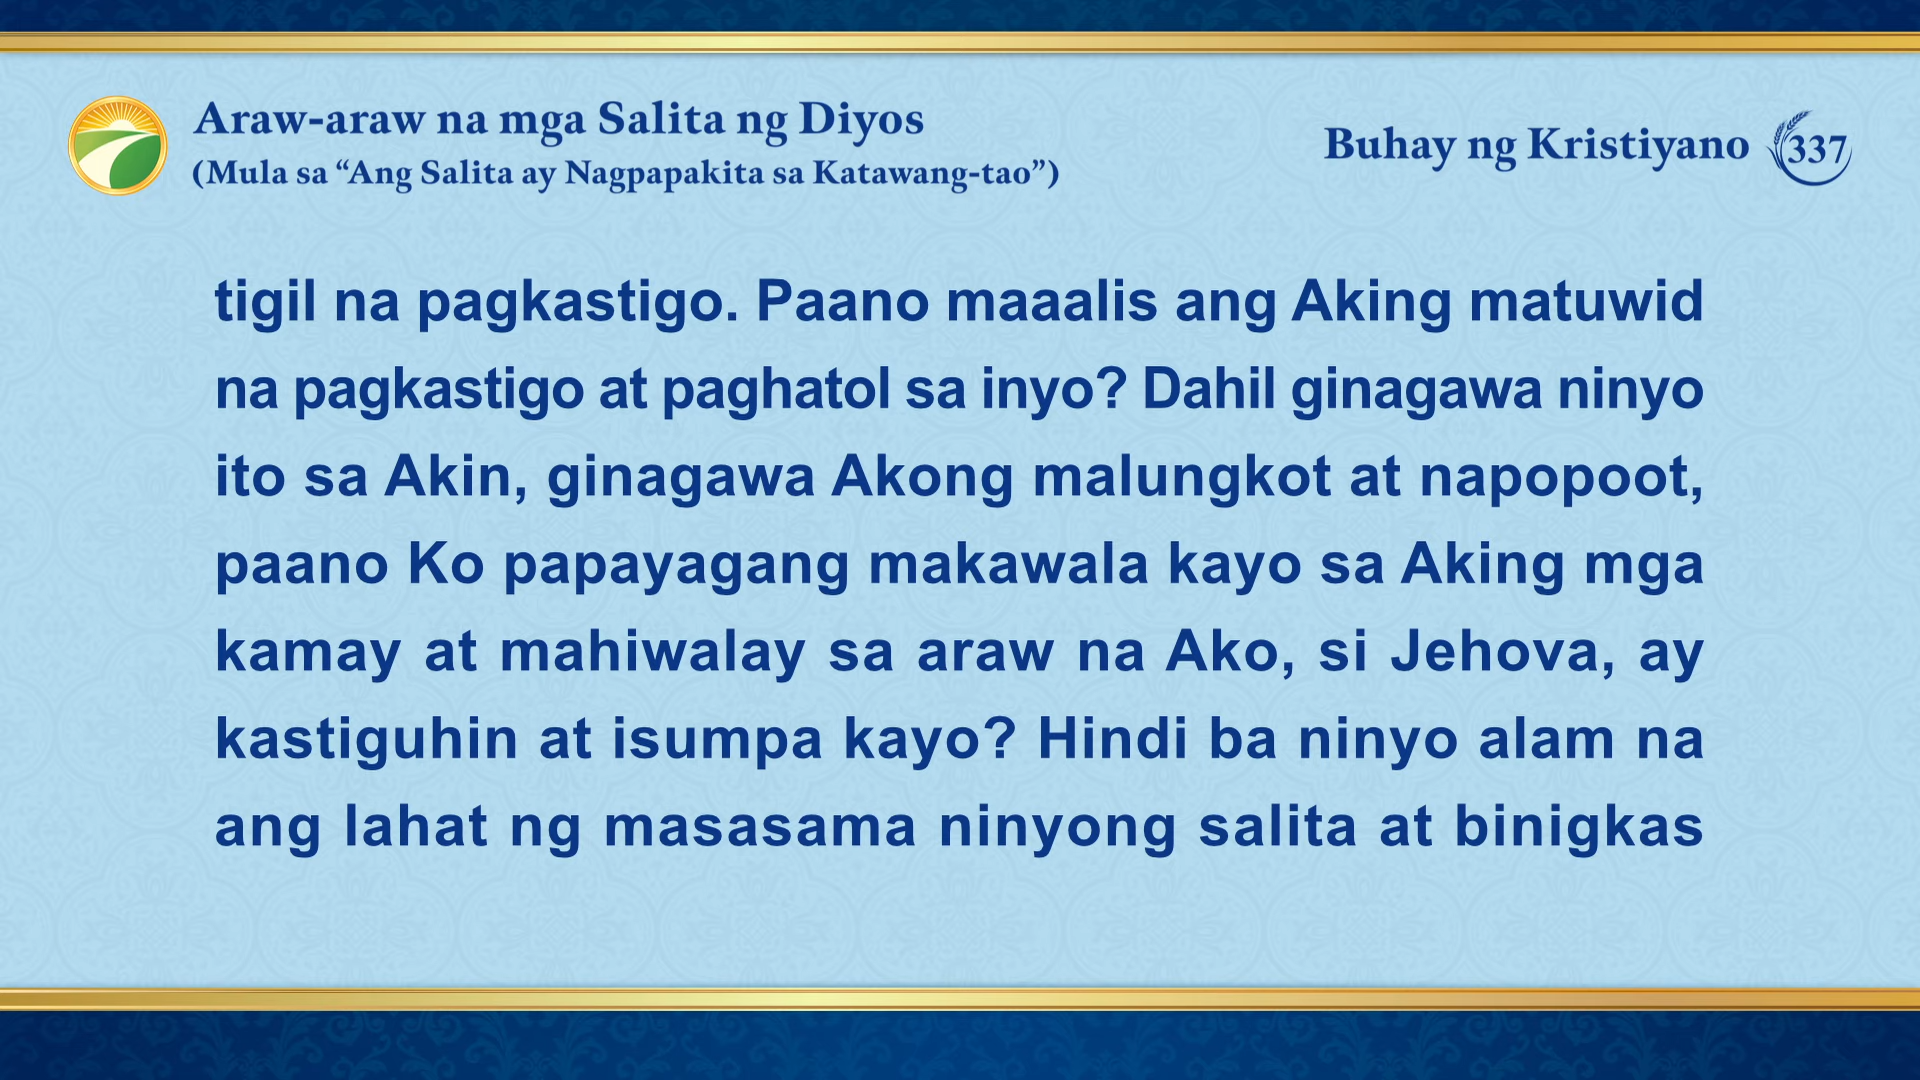 Araw-araw na mga Salita ng Diyos
(Mula sa “Ang Salita ay Nagpapakita sa Katawang-tao”)
Buhay ng Kristiyano 337
tigil na pagkastigo. Paano maaalis ang Aking matuwid
na pagkastigo at paghatol sa inyo? Dahil ginagawa ninyo
ito sa Akin, ginagawa Akong malungkot at napopoot,
paano Ko papayagang makawala kayo sa Aking mga
kamay at mahiwalay sa araw na Ako, si Jehova, ay
kastiguhin at isumpa kayo? Hindi ba ninyo alam na
ang lahat ng masasama ninyong salita at binigkas